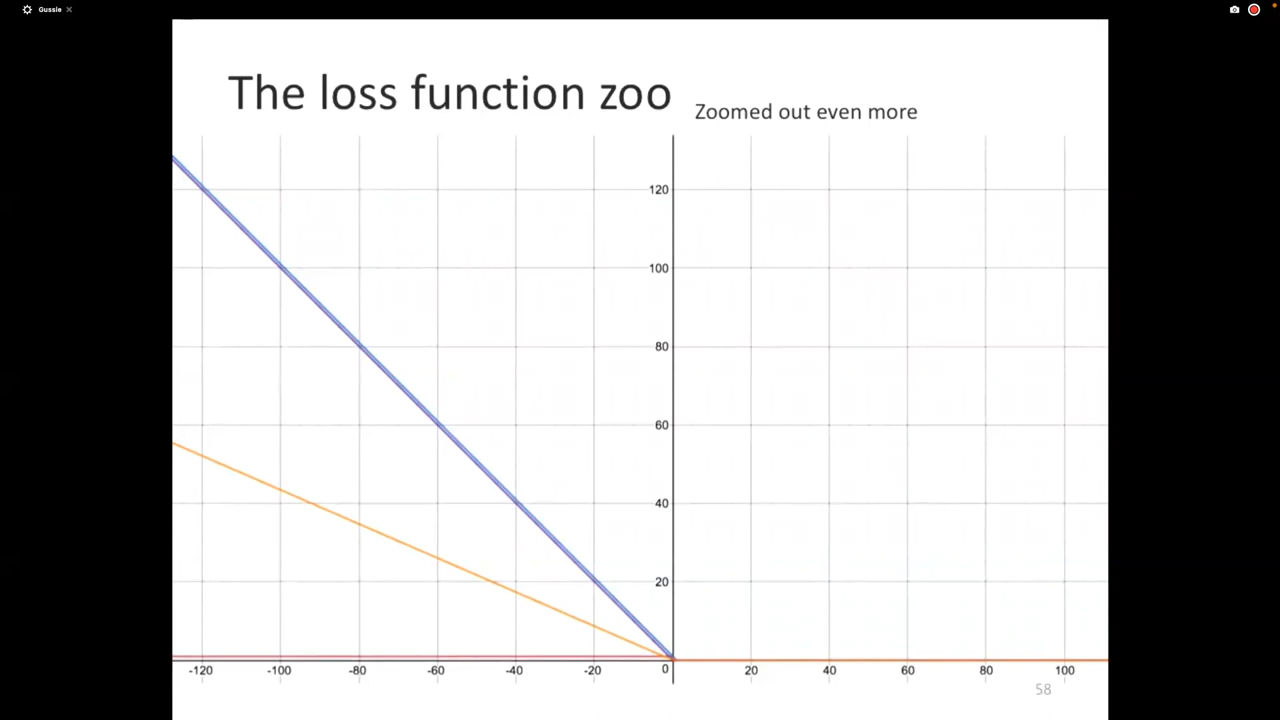 Gussie
The loss function zoo
Zoomed out even more
120
100
80
60
40
20
-120 -100 -80 -60 -40 -20 0 20 40 60 80 100
58